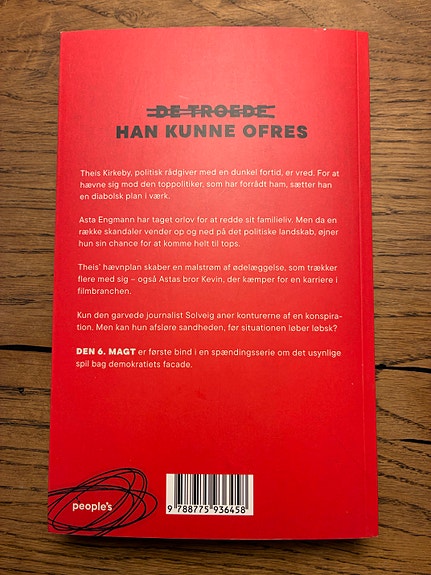 DE TROEDE
HAN KUNNE OFRES
Theis Kirkeby, politisk rådgiver med en dunkel fortid, er vred. For at
hævne sig mod den toppolitiker, som har forrådt ham, sætter han
en diabolsk plan i værk.
Asta Engmann har taget orlov for at redde sit familieliv. Men da en
række skandaler vender op og ned på det politiske landskab, øjner
hun sin chance for at komme helt til tops.
Theis' hævnplan skaber en malstrøm af ødelæggelse, som trækker
flere med sig – også Astas bror Kevin, der kæmper for en karriere i
filmbranchen.
Kun den garvede journalist Solveig aner konturerne af en konspira-
tion. Men kan hun afsløre sandheden, før situationen løber løbsk?
DEN 6. MAGT er første bind i en spændingsserie om det usynlige
spil bag demokratiets facade.
people's
9 788775 936458